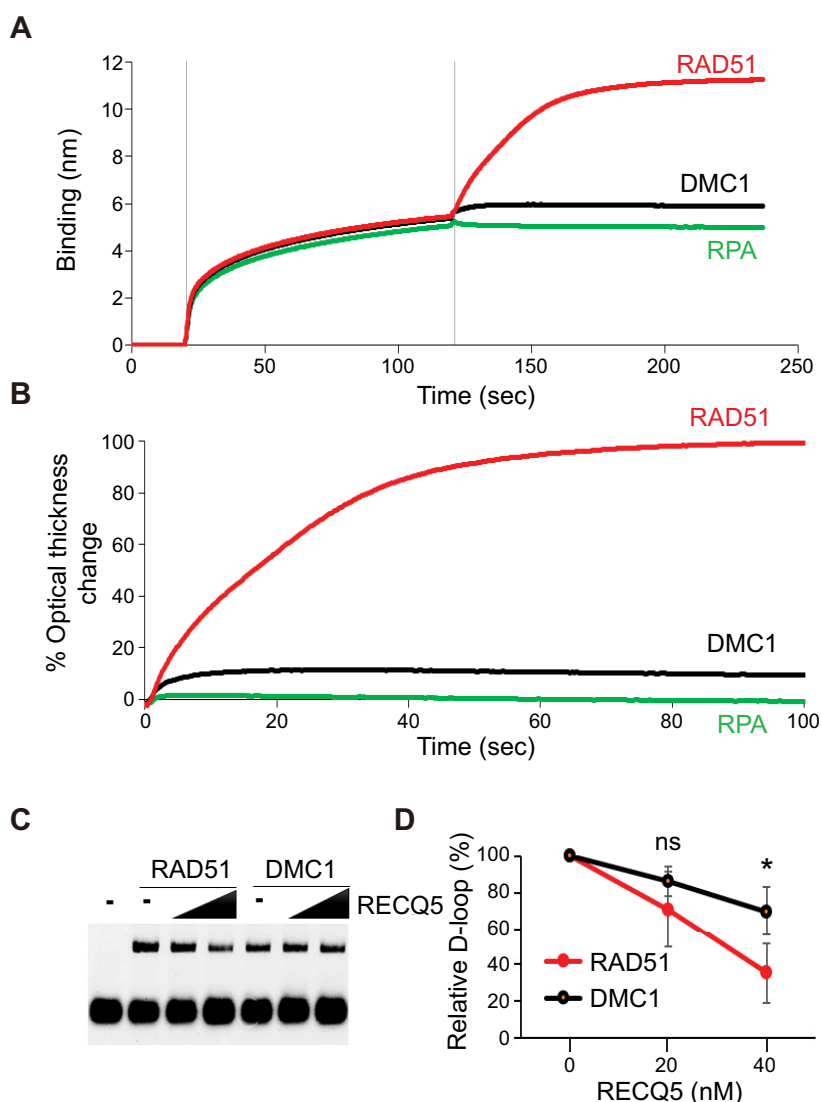 A
Binding (nm)
12
10
8
6
4
2
0
0
50
100
150
200
250
Time (sec)
RAD51
DMC1
RPA
B
% Optical thickness
change
100
80
60
40
20
0
0
20
40
60
80
100
Time (sec)
RAD51
DMC1
RPA
C
RAD51 DMC1
- - - RECQ5
D
Relative D-loop (%)
100
80
60
40
20
0
0
20
40
RECQ5 (nM)
ns
*
RAD51
DMC1